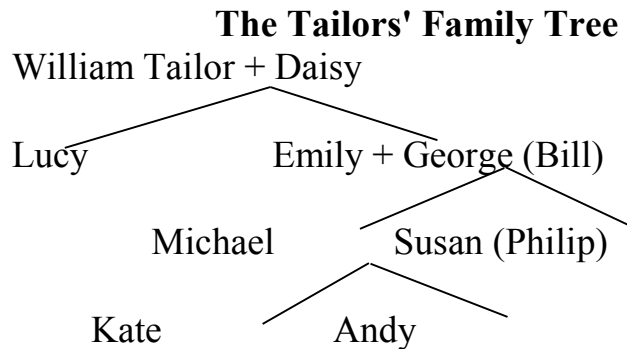 The Tailors' Family Tree
William Tailor + Daisy
Lucy Emily + George (Bill)
Michael Susan (Philip)
Kate Andy